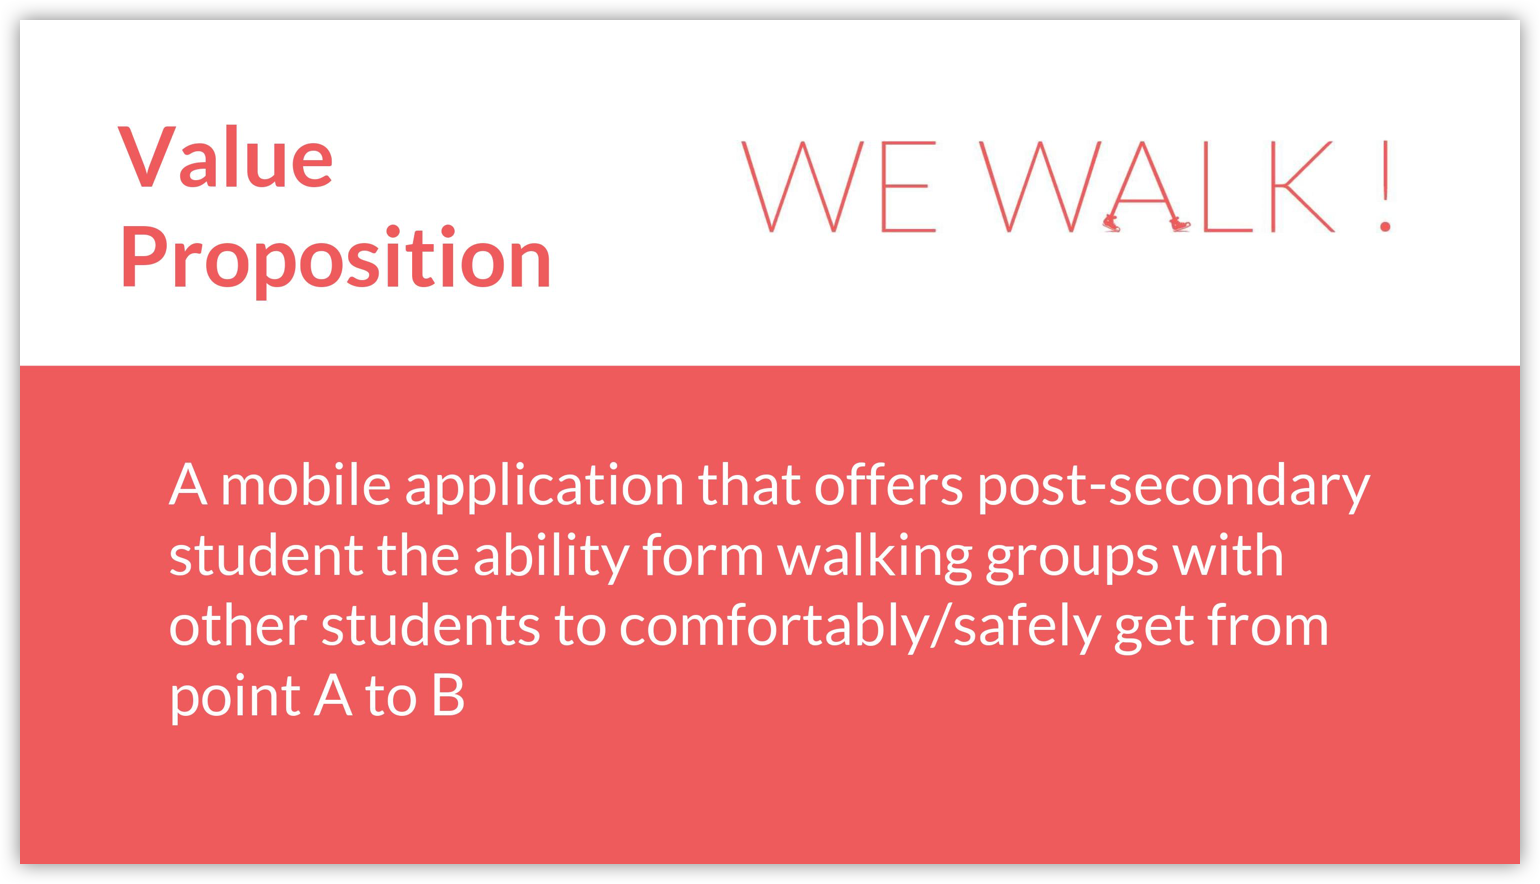 Value
Proposition
WE WALK !
A mobile application that offers post-secondary
student the ability form walking groups with
other students to comfortably/safely get from
point A to B